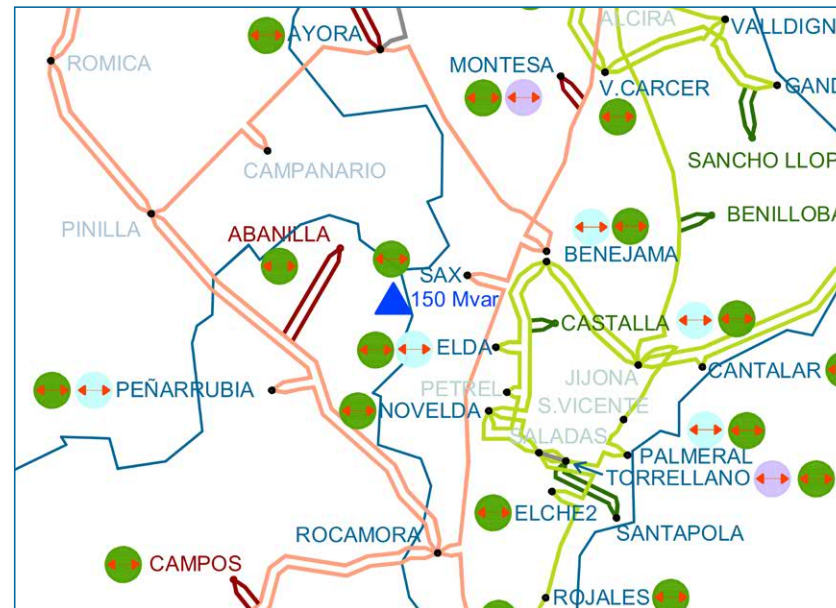 ALCIRA
VALLDIGN
AYORA
ROMICA
MONTESA
V.CARCER
GAND
CAMPANARIO
SANCHO LLOP
PINILLA
ABANILLA
BENILLOBA
BENEJAMA
SAX
150 Mvar
CASTALLA
ELDA
JIJONA
CANTALAR
PEÑARRUBIA
PETREL
S.VICENTE
NOVELDA
SALADAS
PALMERAL
TORRELLANO
ELCHE2
SANTAPOLA
ROCAMORA
CAMPOS
ROJALES